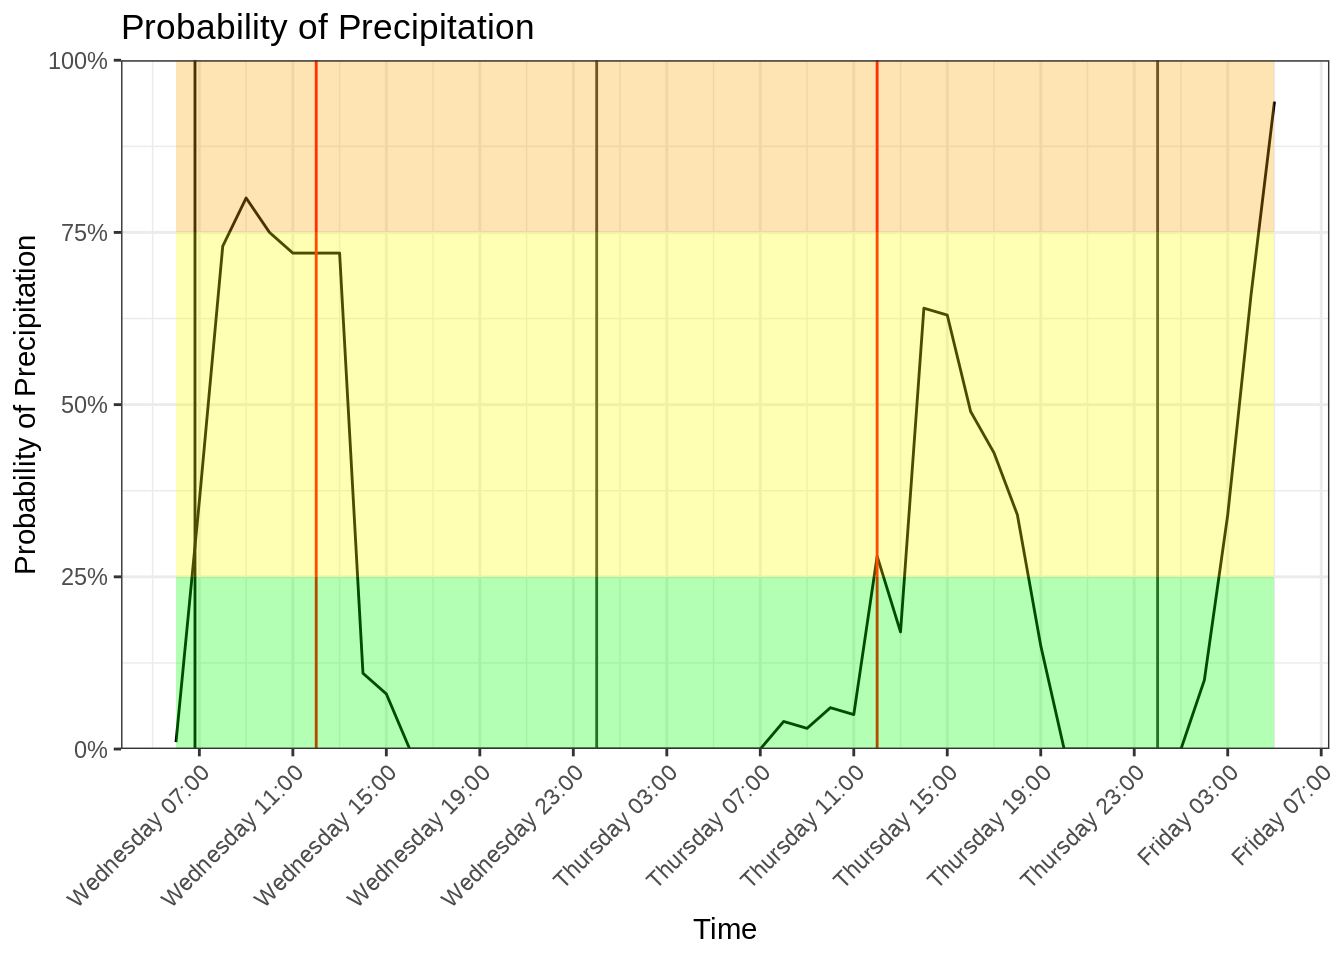 Probability of Precipitation
Probability of Precipitation
100%
75%
50%
25%
0%
Wednesday 07:00
Wednesday 11:00
Wednesday 15:00
Wednesday 19:00
Wednesday 23:00
Thursday 03:00
Thursday 07:00
Thursday 11:00
Thursday 15:00
Thursday 19:00
Thursday 23:00
Friday 03:00
Friday 07:00
Time